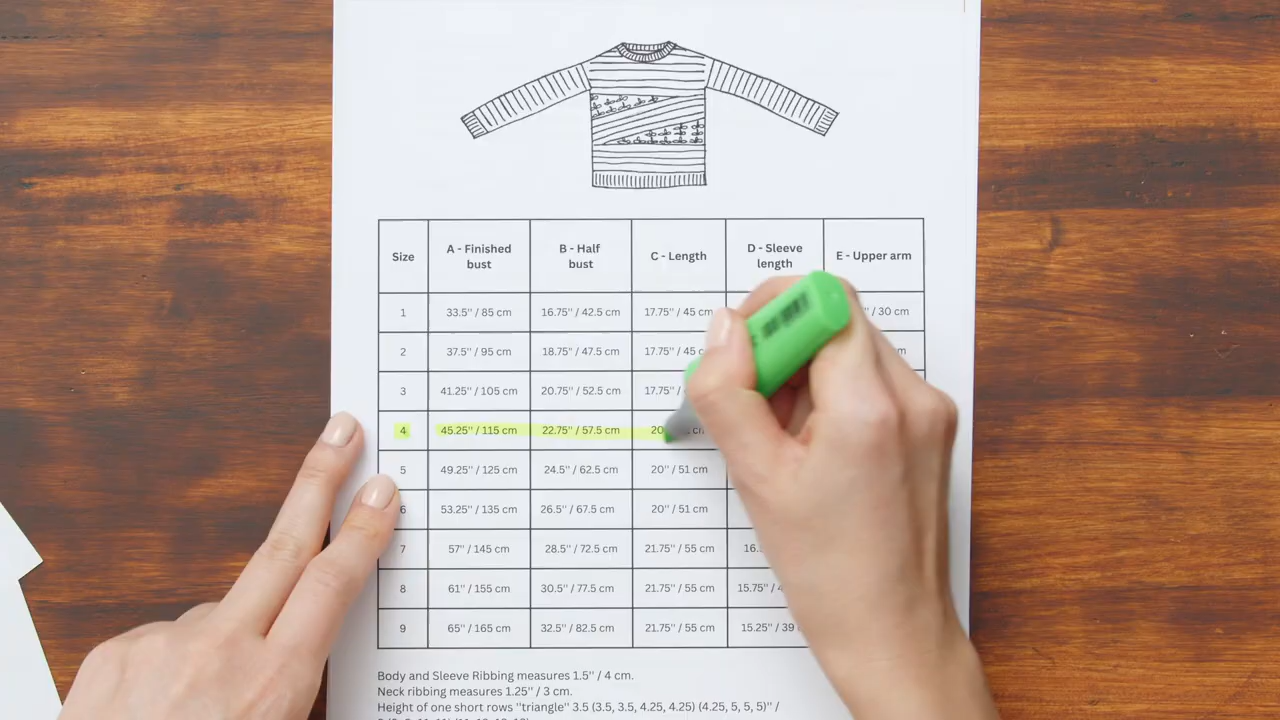 Size A - Finished bust B - Half bust C - Length D - Sleeve length E - Upper arm
1 33.5'' / 85 cm 16.75'' / 42.5 cm 17.75'' / 45 cm '' / 30 cm
2 37.5'' / 95 cm 18.75'' / 47.5 cm 17.75'' / 45 c m
3 41.25'' / 105 cm 20.75'' / 52.5 cm 17.75'' /
4 45.25'' / 115 cm 22.75'' / 57.5 cm 20 cm
5 49.25'' / 125 cm 24.5'' / 62.5 cm 20'' / 51 cm
6 53.25'' / 135 cm 26.5'' / 67.5 cm 20'' / 51 cm
7 57'' / 145 cm 28.5'' / 72.5 cm 21.75'' / 55 cm 16.
8 61'' / 155 cm 30.5'' / 77.5 cm 21.75'' / 55 cm 15.75'' / 4
9 65'' / 165 cm 32.5'' / 82.5 cm 21.75'' / 55 cm 15.25'' / 39
Body and Sleeve Ribbing measures 1.5'' / 4 cm.
Neck ribbing measures 1.25'' / 3 cm.
Height of one short rows ''triangle'' 3.5 (3.5, 3.5, 4.25, 4.25) (4.25, 5, 5, 5)'' /